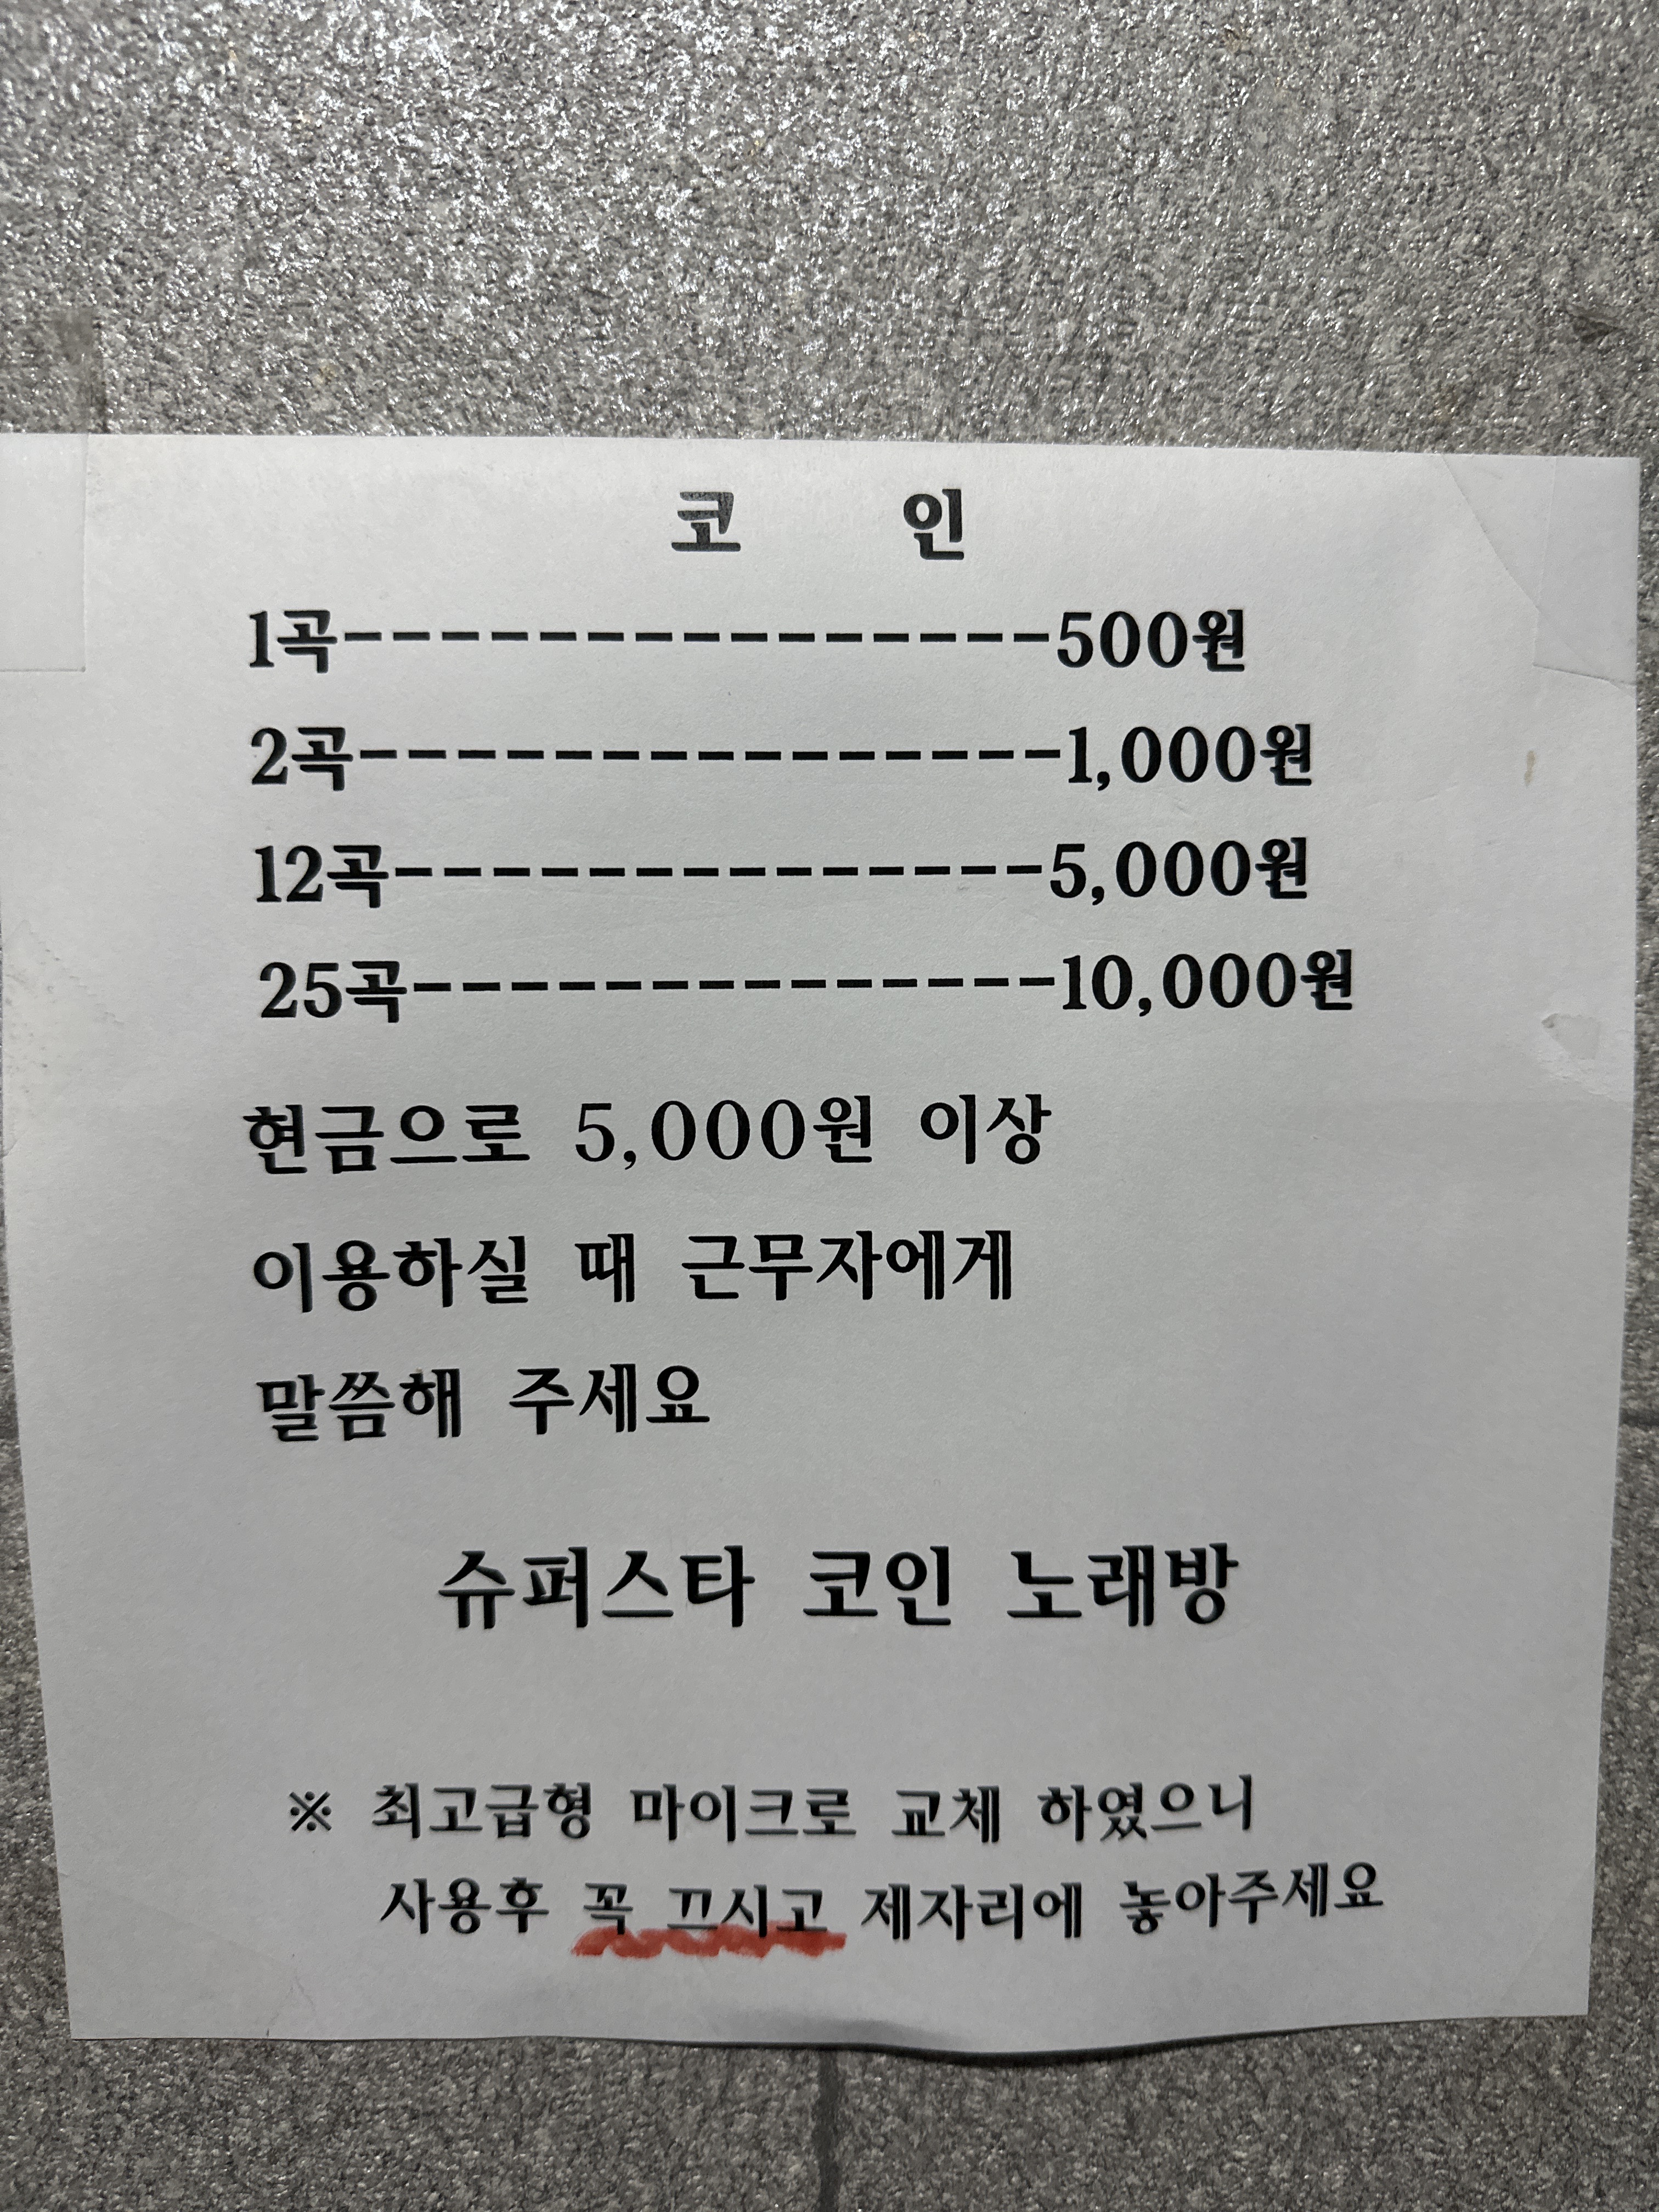 코 인
1곡----------------500원
2곡----------------1,000원
12곡--------------5,000원
25곡--------------10,000원
현금으로 5,000원 이상
이용하실 때 근무자에게
말씀해 주세요
슈퍼스타 코인 노래방
※ 최고급형 마이크로 교체 하였으니
사용후 꼭 끄시고 제자리에 놓아주세요